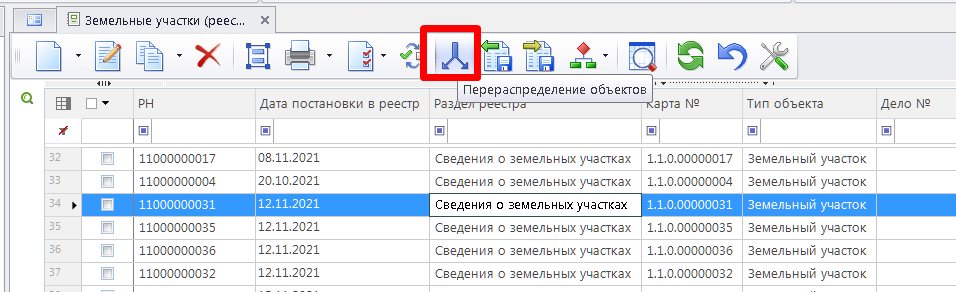 Земельные участки (реес...
Перераспределение объектов
РН Дата постановки в реестр Раздел реестра Карта № Тип объекта Дело №
32 11000000017 08.11.2021 Сведения о земельных участках 1.1.0.00000017 Земельный участок
33 11000000004 20.10.2021 Сведения о земельных участках 1.1.0.00000004 Земельный участок
34 11000000031 12.11.2021 Сведения о земельных участках 1.1.0.00000031 Земельный участок
35 11000000035 12.11.2021 Сведения о земельных участках 1.1.0.00000035 Земельный участок
36 11000000036 12.11.2021 Сведения о земельных участках 1.1.0.00000036 Земельный участок
37 11000000032 12.11.2021 Сведения о земельных участках 1.1.0.00000032 Земельный участок